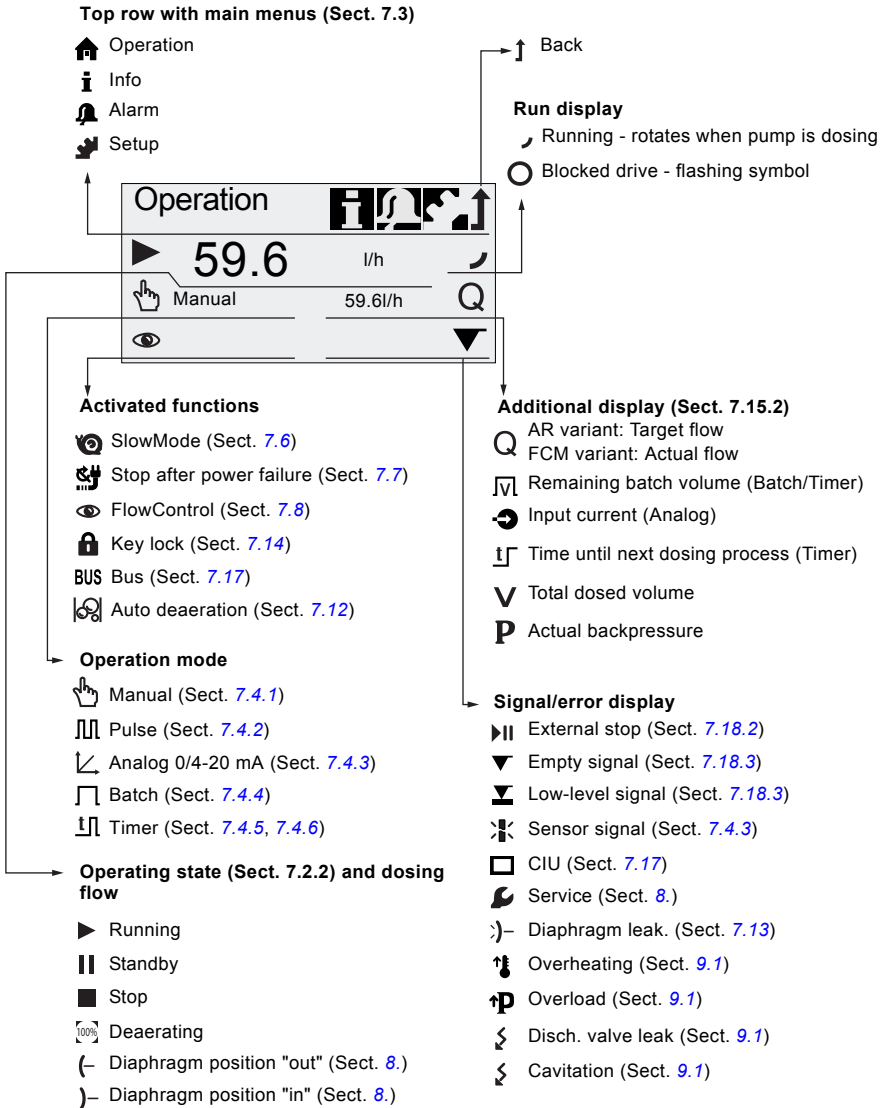 Top row with main menus (Sect. 7.3)
Operation
Info
Alarm
Setup
Back
Run display
Running - rotates when pump is dosing
Blocked drive - flashing symbol
Operation
59.6 l/h
Manual 59.6l/h Q
Activated functions
SlowMode (Sect. 7.6)
Stop after power failure (Sect. 7.7)
FlowControl (Sect. 7.8)
Key lock (Sect. 7.14)
BUS Bus (Sect. 7.17)
Auto deaeration (Sect. 7.12)
Operation mode
Manual (Sect. 7.4.1)
Pulse (Sect. 7.4.2)
Analog 0/4-20 mA (Sect. 7.4.3)
Batch (Sect. 7.4.4)
t Timer (Sect. 7.4.5, 7.4.6)
Operating state (Sect. 7.2.2) and dosing
flow
Running
Standby
Stop
100% Deaerating
Diaphragm position "out" (Sect. 8.)
Diaphragm position "in" (Sect. 8.)
Additional display (Sect. 7.15.2)
Q AR variant: Target flow
FCM variant: Actual flow
V Remaining batch volume (Batch/Timer)
Input current (Analog)
t Time until next dosing process (Timer)
V Total dosed volume
P Actual backpressure
Signal/error display
External stop (Sect. 7.18.2)
Empty signal (Sect. 7.18.3)
Low-level signal (Sect. 7.18.3)
Sensor signal (Sect. 7.4.3)
CIU (Sect. 7.17)
Service (Sect. 8.)
Diaphragm leak. (Sect. 7.13)
Overheating (Sect. 9.1)
P Overload (Sect. 9.1)
Disch. valve leak (Sect. 9.1)
Cavitation (Sect. 9.1)